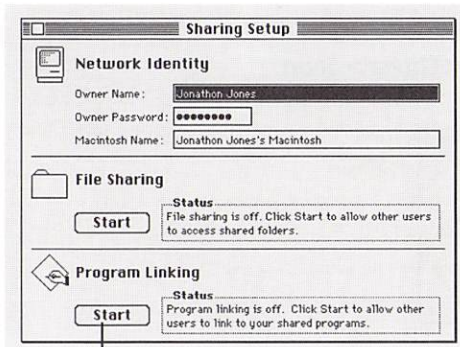 Sharing Setup
Network Identity
Owner Name: Jonathon Jones
Owner Password: ••••••••
Macintosh Name: Jonathon Jones's Macintosh
File Sharing
Status
Start
File sharing is off. Click Start to allow other users
to access shared folders.
Program Linking
Status
Start
Program linking is off. Click Start to allow other
users to link to your shared programs.